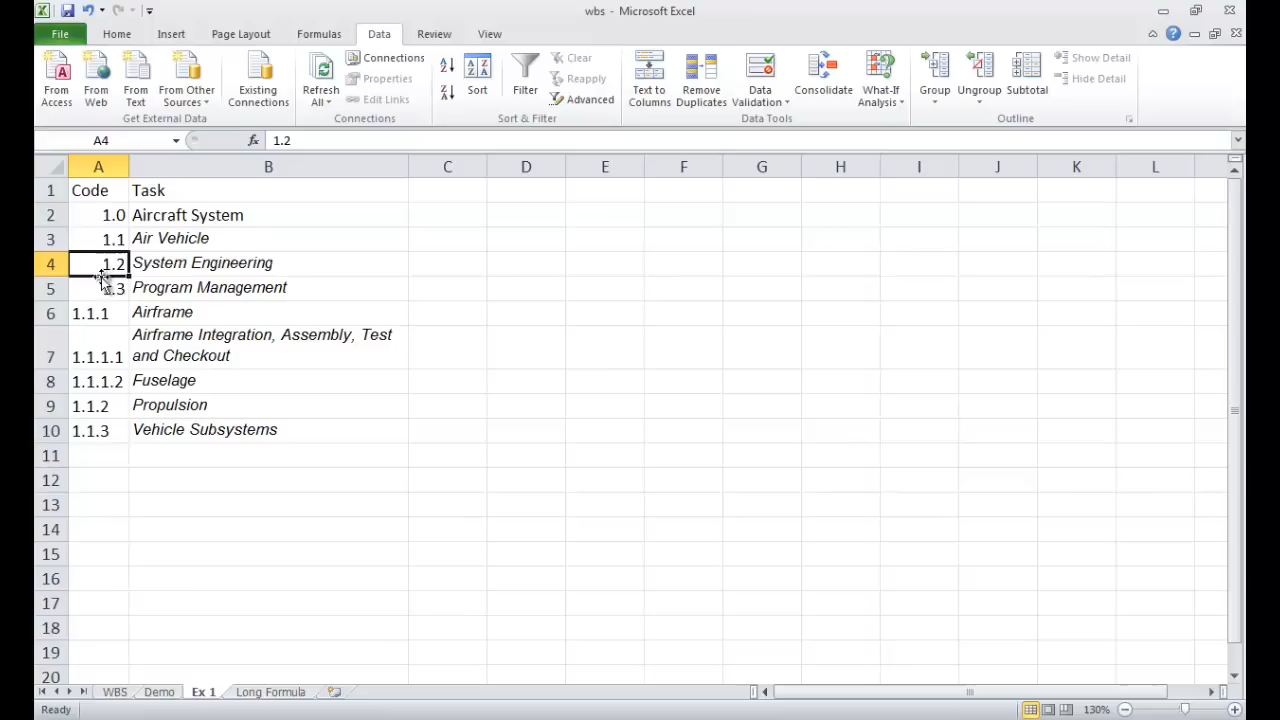 wbs - Microsoft Excel
File Home Insert Page Layout Formulas Data Review View
From Access
From Web
From Text
From Other Sources
Existing Connections
Get External Data
Refresh All
Connections
Properties
Edit Links
Connections
Sort
Filter
Clear
Reapply
Advanced
Sort & Filter
Text to Columns
Remove Duplicates
Data Validation
Consolidate
What-If Analysis
Data Tools
Group
Ungroup
Subtotal
Show Detail
Hide Detail
Outline
A4 fx 1.2
A B C D E F G H I J K L
1 Code Task
2 1.0 Aircraft System
3 1.1 Air Vehicle
4 1.2 System Engineering
5 .3 Program Management
6 1.1.1 Airframe
Airframe Integration, Assembly, Test
7 1.1.1.1 and Checkout
8 1.1.1.2 Fuselage
9 1.1.2 Propulsion
10 1.1.3 Vehicle Subsystems
11
12
13
14
15
16
17
18
19
20
WBS Demo Ex 1 Long Formula
Ready 130%